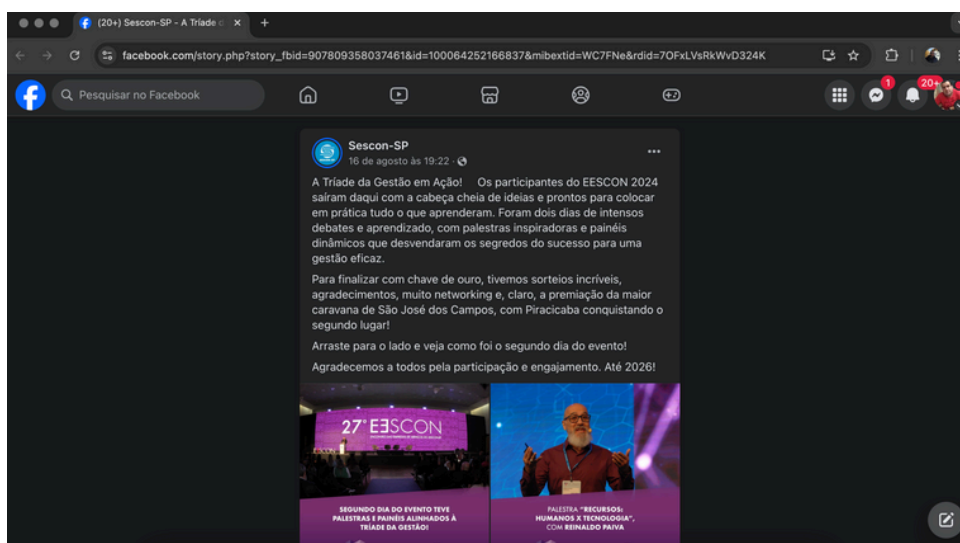 (20+) Sescon-SP - A Tríade d
facebook.com/story.php?story_fbid=907809358037461&id=100064252166837&mibextid=WC7FNe&rdid=7OFxLVsRkWvD324K
Pesquisar no Facebook
1
20+
Sescon-SP
16 de agosto às 19:22 ·
A Tríade da Gestão em Ação! Os participantes do EESCON 2024
saíram daqui com a cabeça cheia de ideias e prontos para colocar
em prática tudo o que aprenderam. Foram dois dias de intensos
debates e aprendizado, com palestras inspiradoras e painéis
dinâmicos que desvendaram os segredos do sucesso para uma
gestão eficaz.
Para finalizar com chave de ouro, tivemos sorteios incríveis,
agradecimentos, muito networking e, claro, a premiação da maior
caravana de São José dos Campos, com Piracicaba conquistando o
segundo lugar!
Arraste para o lado e veja como foi o segundo dia do evento!
Agradecemos a todos pela participação e engajamento. Até 2026!
27º EESCON
SEGUNDO DIA DO EVENTO TEVE
PALESTRAS E PAINÉIS ALINHADOS À
TRÍADE DA GESTÃO!
PALESTRA "RECURSOS:
HUMANOS X TECNOLOGIA",
COM REINALDO PAIVA